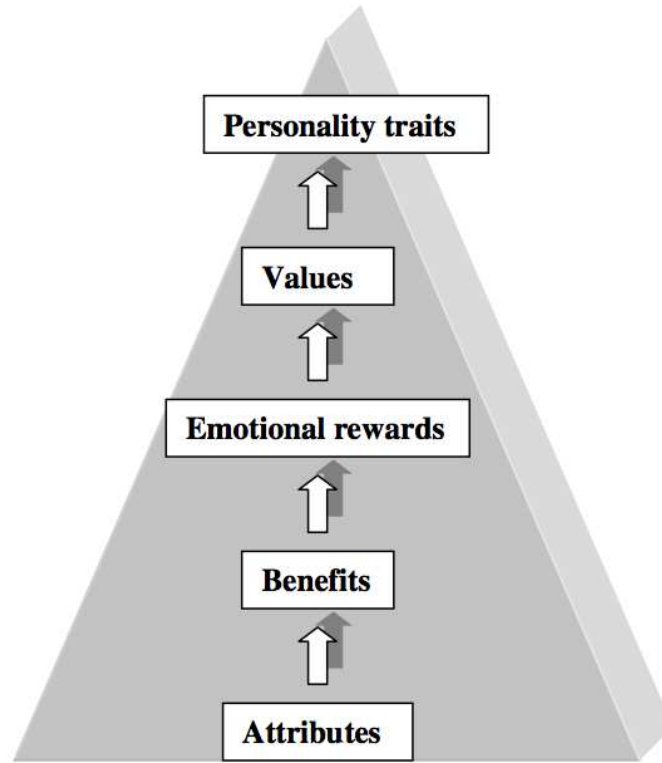 Personality traits
Values
Emotional rewards
Benefits
Attributes